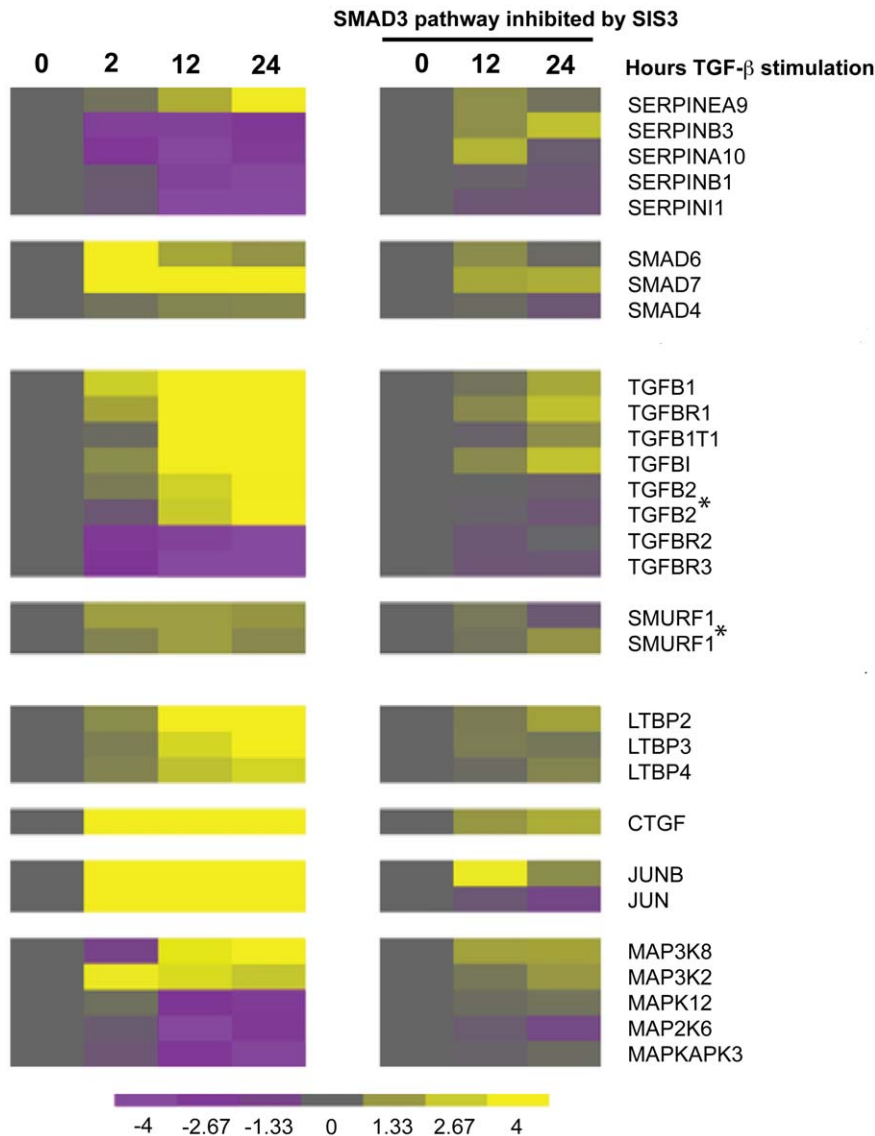 SMAD3 pathway inhibited by SIS3
0 2 12 24 0 12 24 Hours TGF-β stimulation
SERPINEA9
SERPINB3
SERPINA10
SERPINB1
SERPINI1
SMAD6
SMAD7
SMAD4
TGFB1
TGFBR1
TGFB1T1
TGFBI
TGFB2
TGFB2*
TGFBR2
TGFBR3
SMURF1
SMURF1*
LTBP2
LTBP3
LTBP4
CTGF
JUNB
JUN
MAP3K8
MAP3K2
MAPK12
MAP2K6
MAPKAPK3
-4 -2.67 -1.33 0 1.33 2.67 4